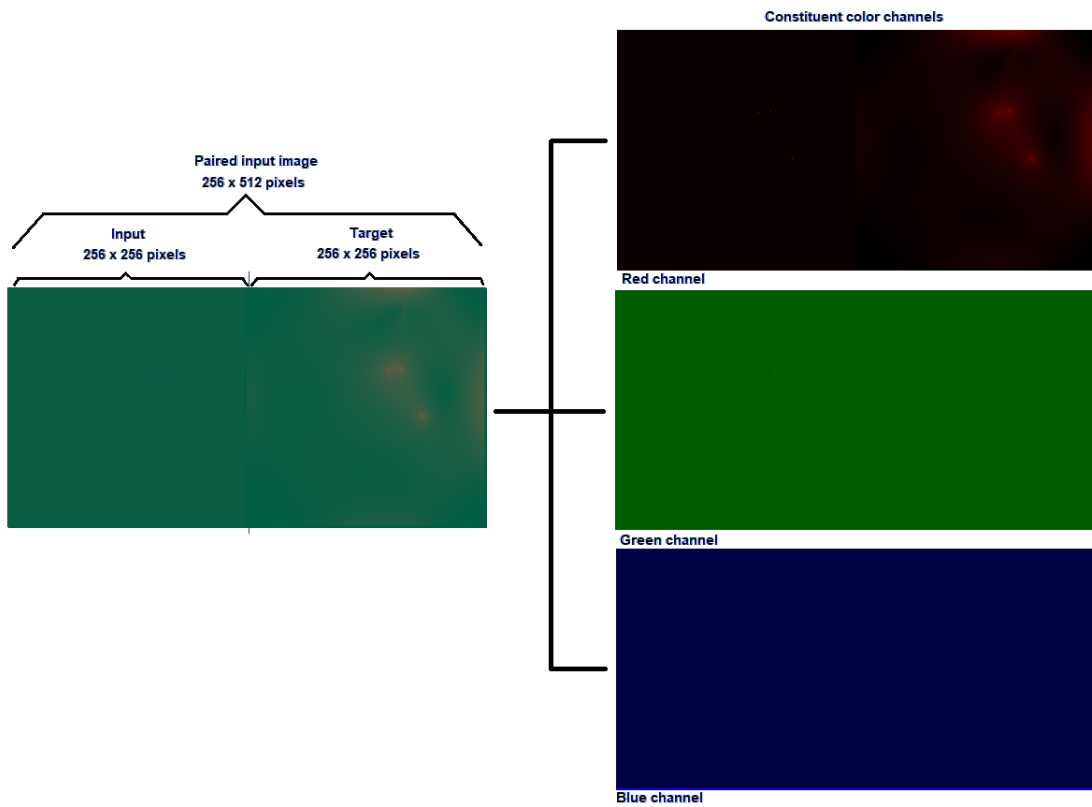 Constituent color channels
Paired input image
256 x 512 pixels
Input
256 x 256 pixels
Target
256 x 256 pixels
Red channel
Green channel
Blue channel